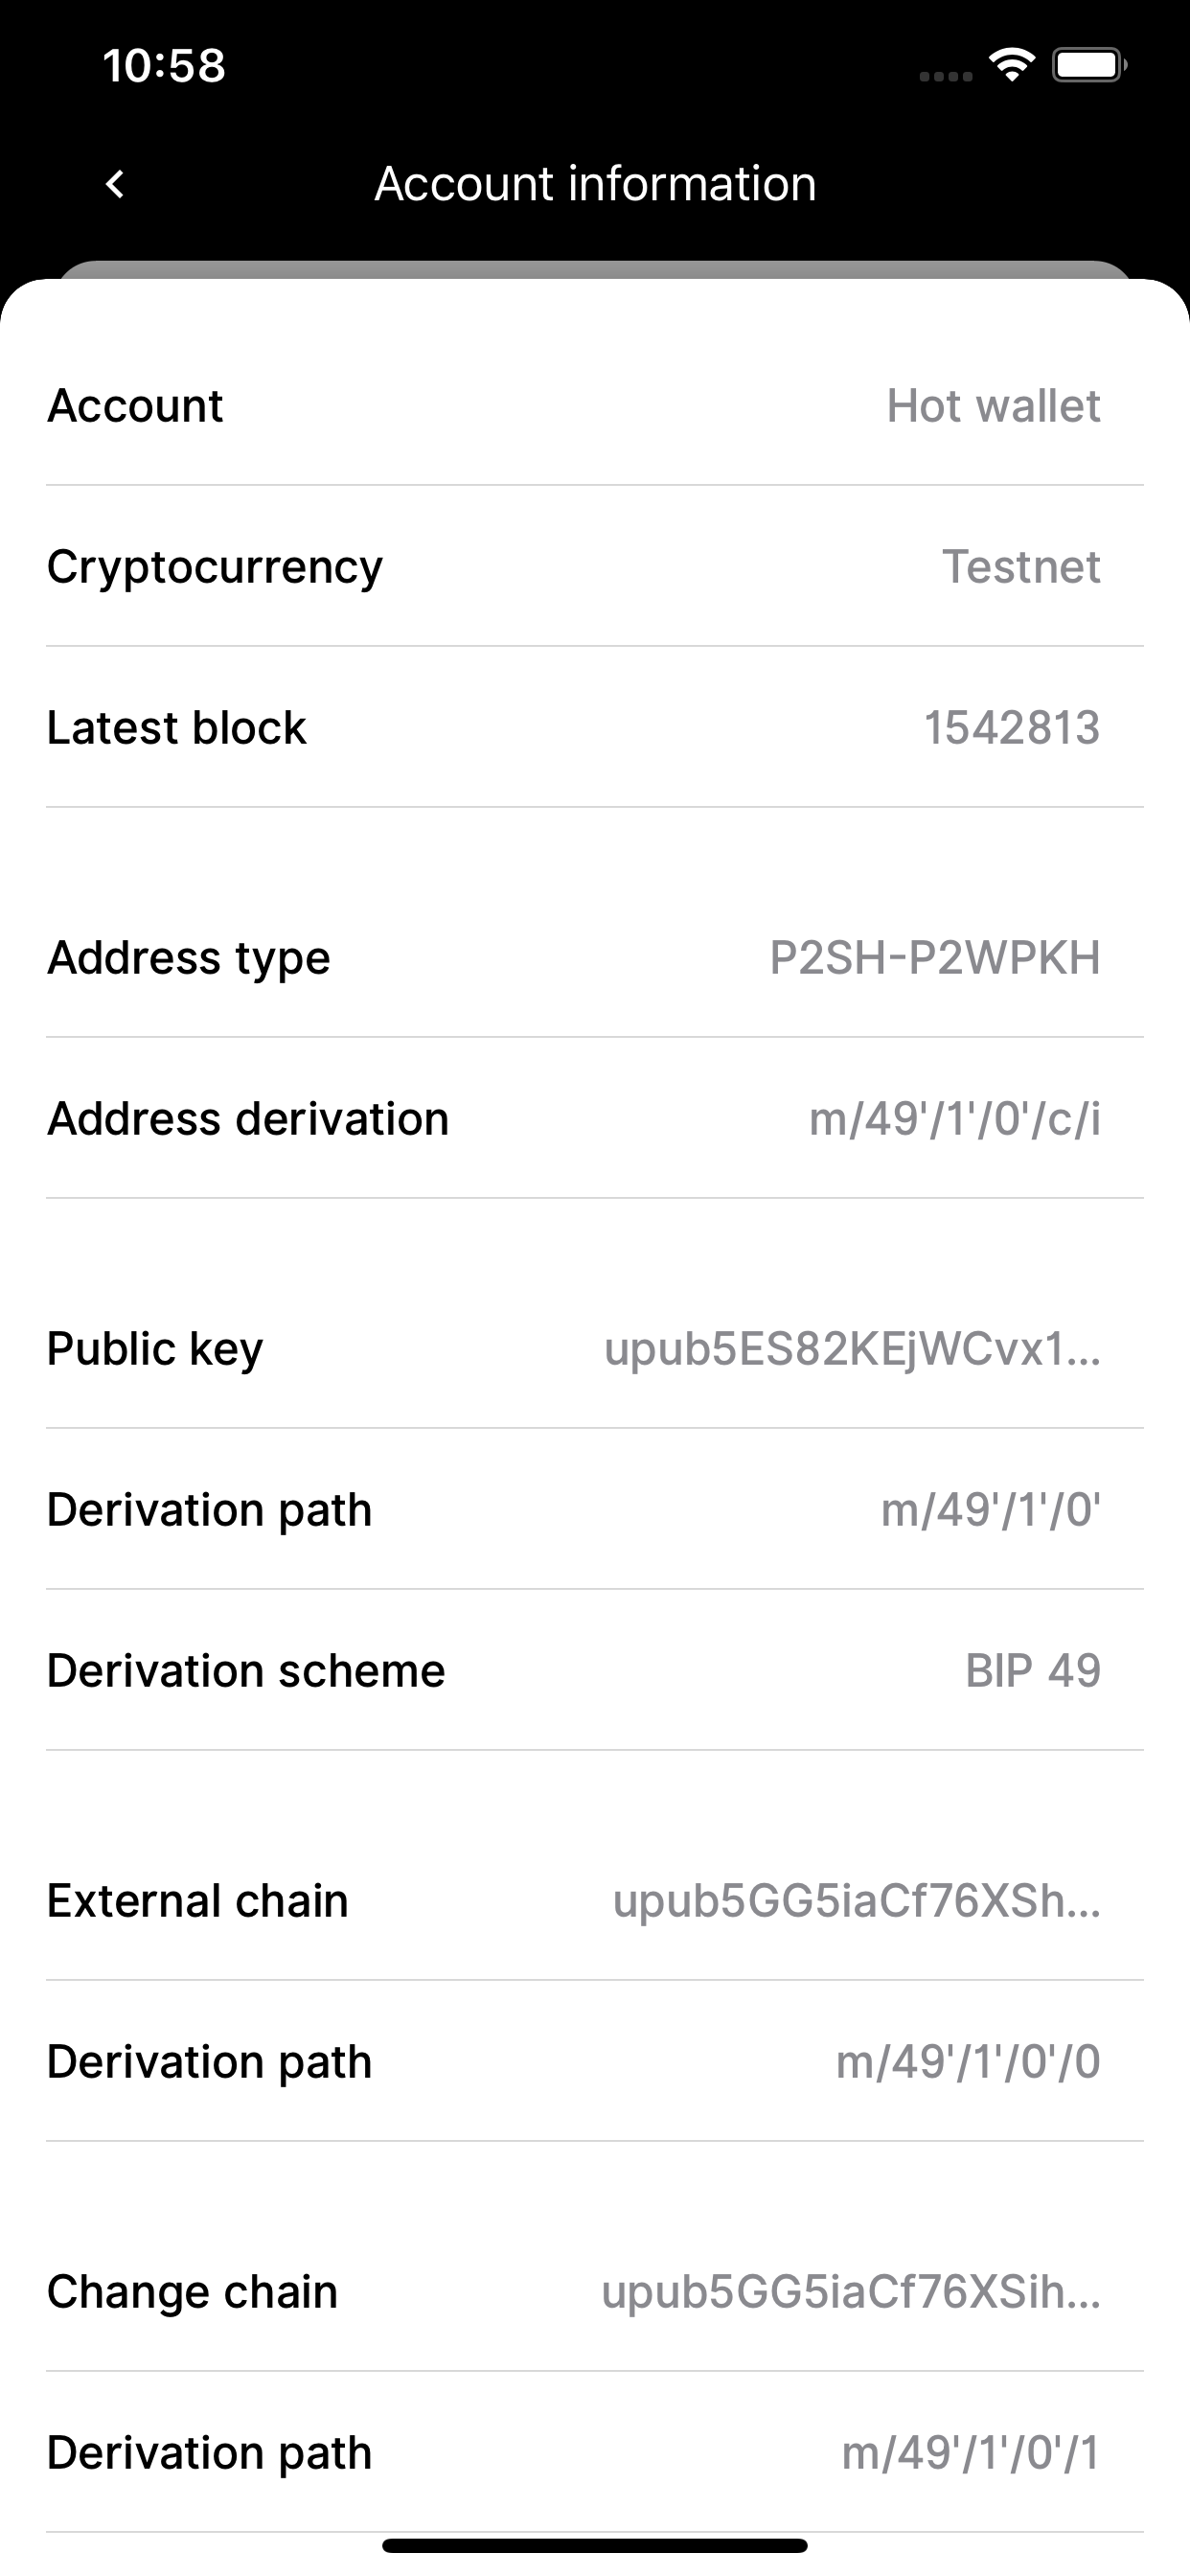 10:58
Account information
Account Hot wallet
Cryptocurrency Testnet
Latest block 1542813
Address type P2SH-P2WPKH
Address derivation m/49'/1'/0'/c/i
Public key upub5ES82KEjWCvx1...
Derivation path m/49'/1'/0'
Derivation scheme BIP 49
External chain upub5GG5iaCf76XSh...
Derivation path m/49'/1'/0'/0
Change chain upub5GG5iaCf76XSih...
Derivation path m/49'/1'/0'/1